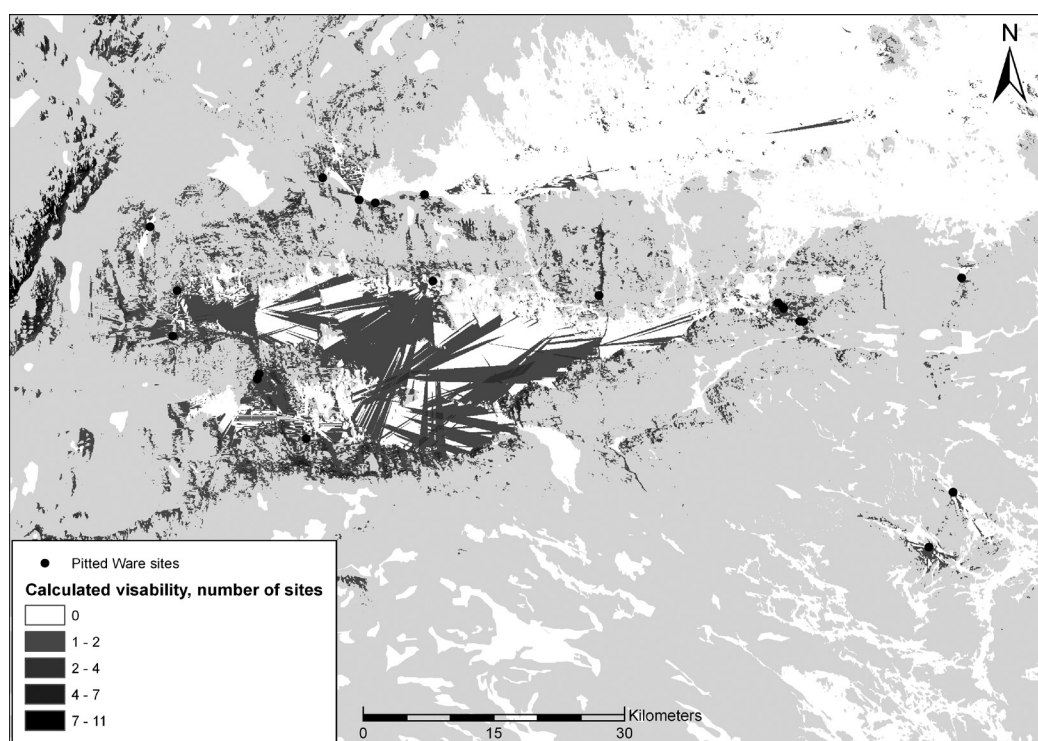 N
Pitted Ware sites
Calculated visability, number of sites
0
1 - 2
2 - 4
4 - 7
7 - 11
Kilometers
0 15 30